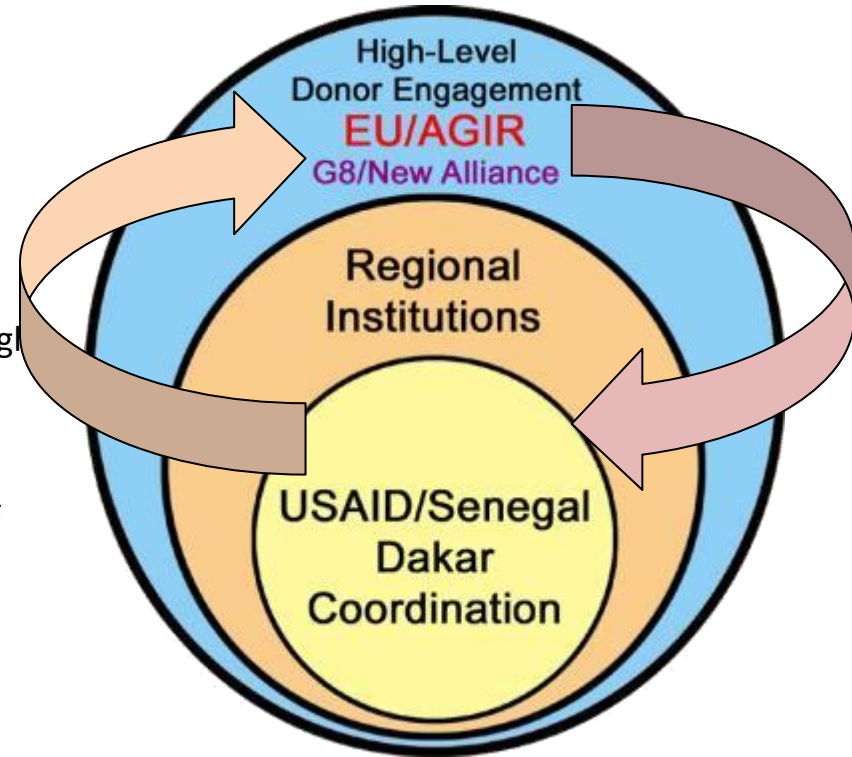 High-Level
Donor Engagement
EU/AGIR
G8/New Alliance
Regional
Institutions
USAID/Senegal
Dakar
Coordination